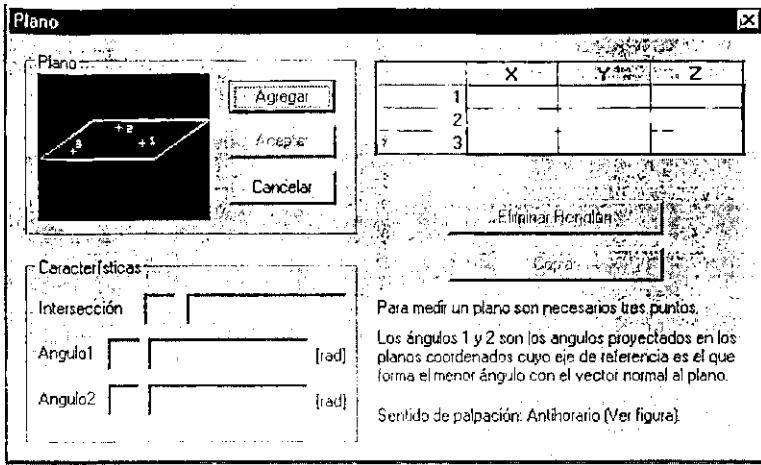 Plano
Plano
+2
+1
3
+
Agregar
Aceptar
Cancelar
X Y Z
1
2
3
Eliminar Renglón
Copiar
Características
Intersección
Angulo1 [rad]
Angulo2 [rad]
Para medir un plano son necesarios tres puntos.
Los ángulos 1 y 2 son los angulos proyectados en los
planos coordenados cuyo eje de referencia es el que
forma el menor ángulo con el vector normal al plano.
Sentido de palpación: Antihorario (Ver figura).